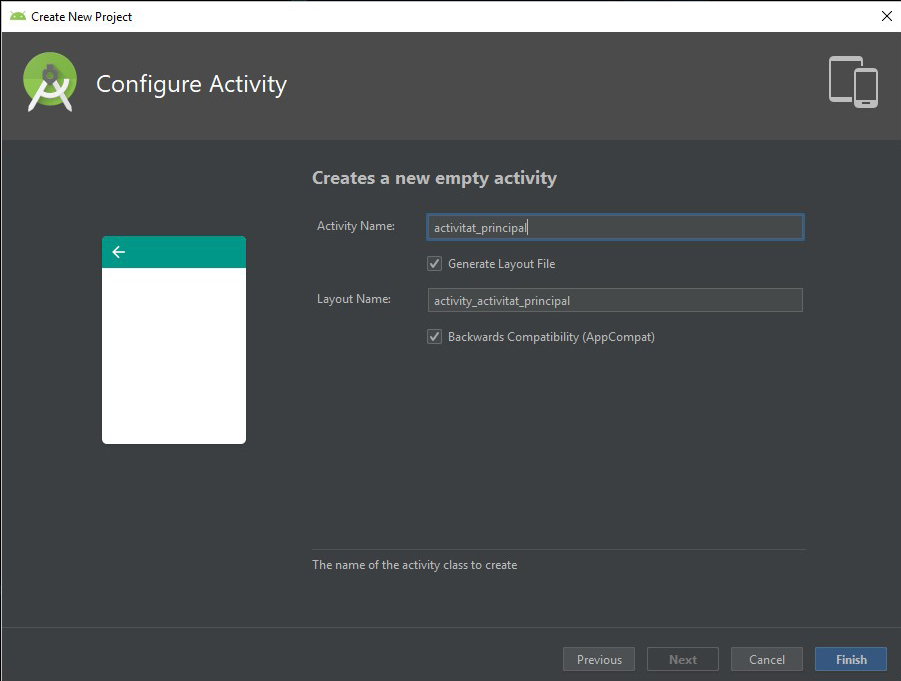 Create New Project
Configure Activity
Creates a new empty activity
Activity Name: activitat_principal
Generate Layout File
Layout Name: activity_activitat_principal
Backwards Compatibility (AppCompat)
The name of the activity class to create
Previous Next Cancel Finish